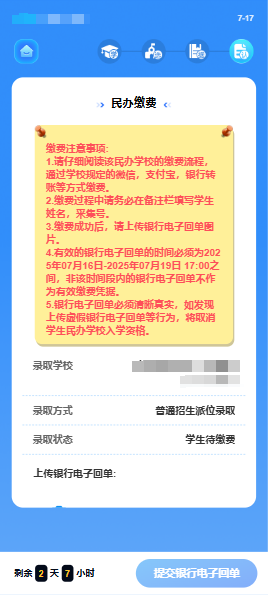 7-17
民办缴费
缴费注意事项:
1.请仔细阅读该民办学校的缴费流程，
通过学校规定的微信，支付宝，银行转
账等方式缴费。
2.缴费过程中请务必在备注栏填写学生
姓名，采集号。
3.缴费成功后，请上传银行电子回单图
片。
4.有效的银行电子回单的时间必须为202
5年07月16日-2025年07月19日 17:00之
间，非该时间段内的银行电子回单不作
为有效缴费凭据。
5.银行电子回单必须清晰真实，如发现
上传虚假银行电子回单等行为，将取消
学生民办学校入学资格。
录取学校
录取方式 普通招生派位录取
录取状态 学生待缴费
上传银行电子回单:
剩余 2 天 7 小时 提交银行电子回单